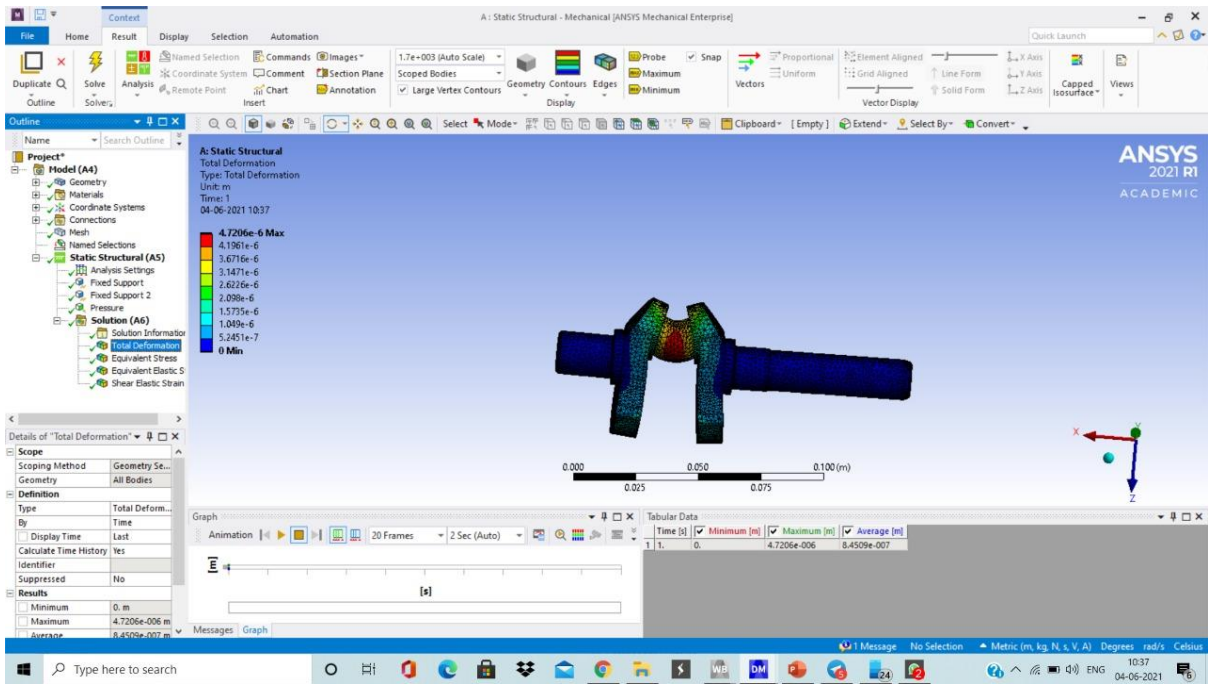 Context
A : Static Structural - Mechanical [ANSYS Mechanical Enterprise]
File Home Result Display Selection Automation
Quick Launch
Duplicate Q
Outline
Solve
Solvers
Analysis
Named Selection
Coordinate System
Remote Point
Commands
Comment
Chart
Images
Section Plane
Annotation
Insert
1.7e+003 (Auto Scale)
Scoped Bodies
Large Vertex Contours
Geometry Contours Edges
Display
Probe
Maximum
Minimum
Snap
Vectors
Proportional
Uniform
Element Aligned
Grid Aligned
Line Form
Solid Form
X Axis
Y Axis
Z Axis
Vector Display
Capped Isosurface
Views
Outline
Name Search Outline
Select Mode Clipboard [Empty] Extend Select By Convert
Project*
Model (A4)
Geometry
Materials
Coordinate Systems
Connections
Mesh
Named Selections
Static Structural (A5)
Analysis Settings
Fixed Support
Fixed Support 2
Pressure
Solution (A6)
Solution Information
Total Deformation
Equivalent Stress
Equivalent Elastic S
Shear Elastic Strain
A: Static Structural
Total Deformation
Type: Total Deformation
Unit: m
Time: 1
04-06-2021 10:37
4.7206e-6 Max
4.1961e-6
3.6716e-6
3.1471e-6
2.6226e-6
2.098e-6
1.5735e-6
1.049e-6
5.2451e-7
0 Min
ANSYS
2021 R1
ACADEMIC
0.000 0.050 0.100 (m)
0.025 0.075
X
Y
Z
Details of "Total Deformation"
Scope
Scoping Method Geometry Se...
Geometry All Bodies
Definition
Type Total Deform...
By Time
Display Time Last
Calculate Time History Yes
Identifier
Suppressed No
Results
Minimum 0. m
Maximum 4.7206e-006 m
Average 8.4509e-007 m
Graph
Animation 20 Frames 2 Sec (Auto)
[s]
Messages Graph
Tabular Data
Time [s] Minimum [m] Maximum [m] Average [m]
1 1. 0. 4.7206e-006 8.4509e-007
1 Message No Selection Metric (m, kg, N, s, V, A) Degrees rad/s Celsius
Type here to search
WB
DM
24
2
ENG
10:37
04-06-2021
6